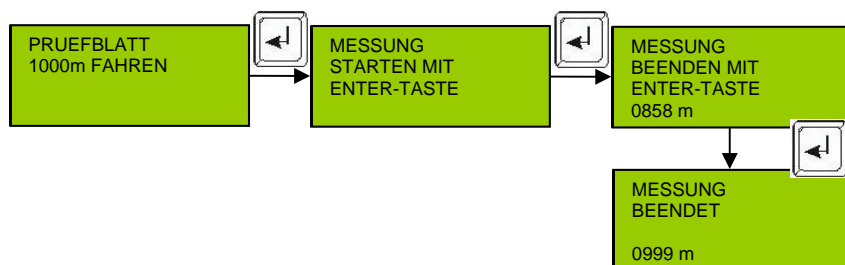 PRUEFBLATT
1000m FAHREN
MESSUNG
STARTEN MIT
ENTER-TASTE
MESSUNG
BEENDEN MIT
ENTER-TASTE
0858 m
MESSUNG
BEENDET
0999 m